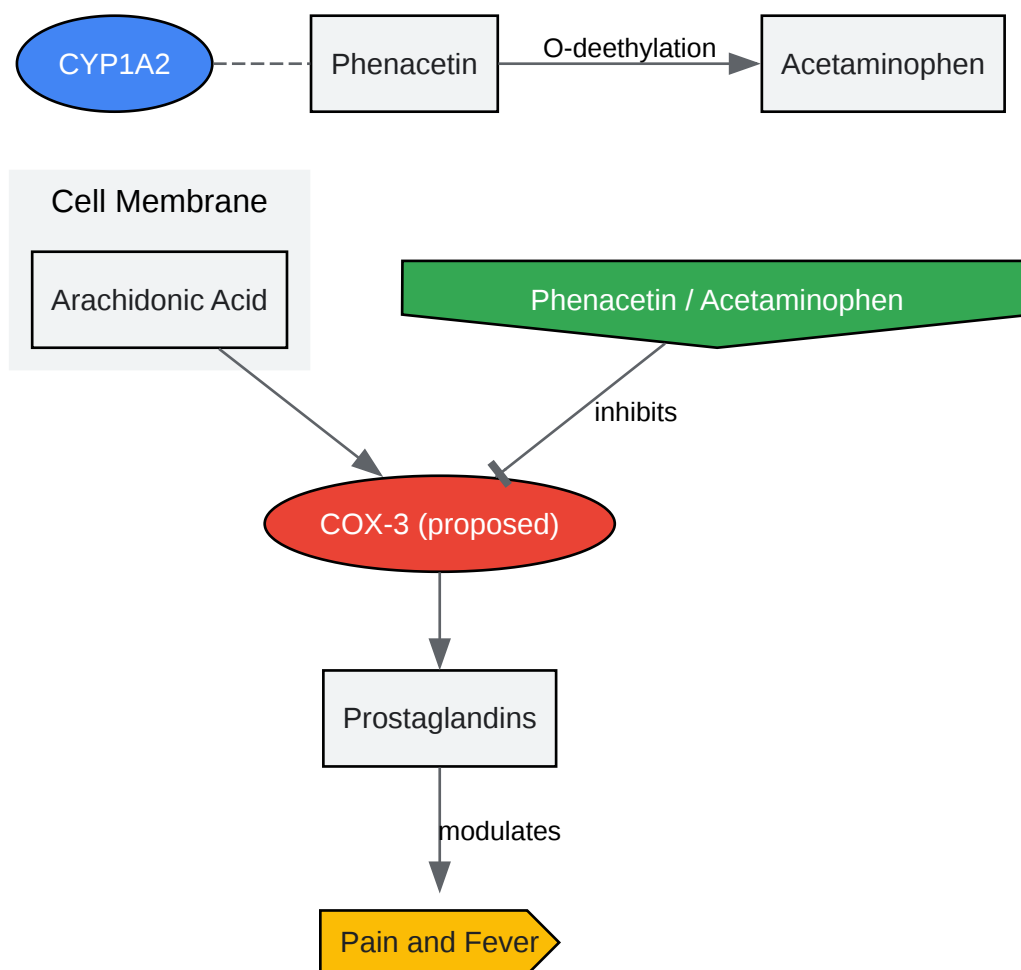 CYP1A2
Phenacetin
O-deethylation
Acetaminophen
Cell Membrane
Arachidonic Acid
Phenacetin / Acetaminophen
inhibits
COX-3 (proposed)
Prostaglandins
modulates
Pain and Fever